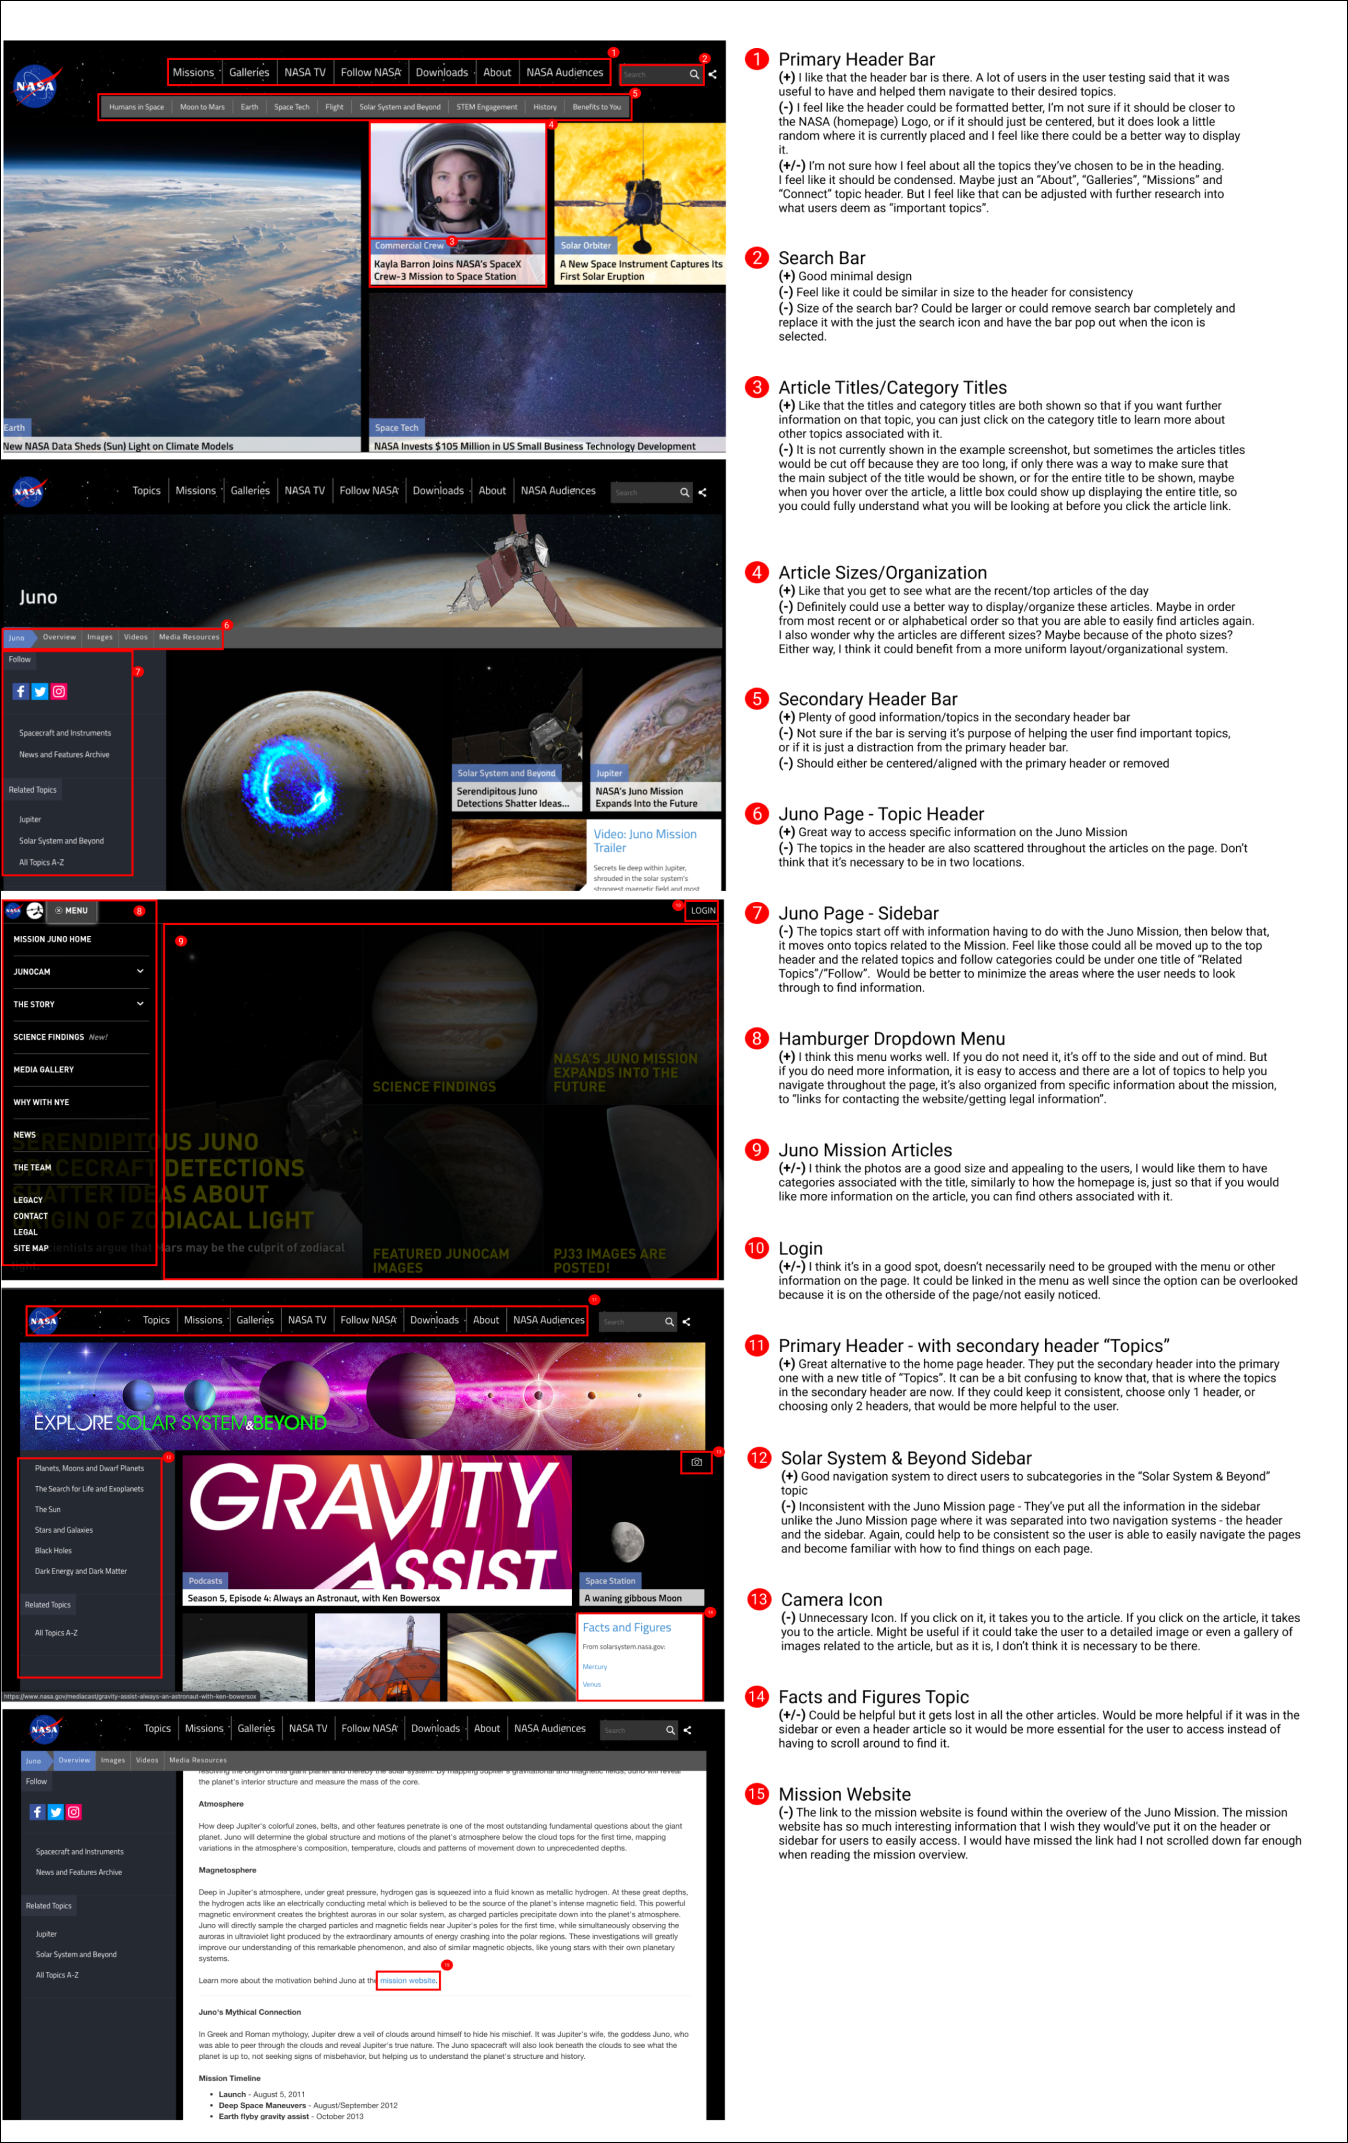 NASA
Missions
Galleries
NASA TV
Follow NASA
Downloads
About
NASA Audiences
1
Search
2
Humans in Space
Moon to Mars
Earth
Space Tech
Flight
Solar System and Beyond
STEM Engagement
History
Benefits to You
5
4
Commercial Crew
3
Kayla Barron Joins NASA's SpaceX
Crew-3 Mission to Space Station
Solar Orbiter
A New Space Instrument Captures Its
First Solar Eruption
Earth
New NASA Data Sheds (Sun) Light on Climate Models
Space Tech
NASA Invests $105 Million in US Small Business Technology Development
NASA
Topics
Missions
Galleries
NASA TV
Follow NASA
Downloads
About
NASA Audiences
Search
Juno
6
Juno
Overview
Images
Videos
Media Resources
7
Follow
Spacecraft and Instruments
News and Features Archive
Related Topics
Jupiter
Solar System and Beyond
All Topics A-Z
Solar System and Beyond
Serendipitous Juno
Detections Shatter Ideas...
Jupiter
NASA's Juno Mission
Expands Into the Future
Video: Juno Mission
Trailer
Secrets lie deep within Jupiter,
shrouded in the solar system's
strongest magnetic field and most
NASA
MENU
8
10
LOGIN
9
MISSION JUNO HOME
JUNOCAM
THE STORY
SCIENCE FINDINGS New!
MEDIA GALLERY
WHY WITH NYE
NEWS
THE TEAM
LEGACY
CONTACT
LEGAL
SITE MAP
SERENDIPITOUS JUNO
SPACECRAFT DETECTIONS
SHATTER IDEAS ABOUT
ORIGIN OF ZODIACAL LIGHT
Scientists argue that Mars may be the culprit of zodiacal
light.
SCIENCE FINDINGS
NASA'S JUNO MISSION
EXPANDS INTO THE
FUTURE
FEATURED JUNOCAM
IMAGES
PJ33 IMAGES ARE
POSTED!
11
NASA
Topics
Missions
Galleries
NASA TV
Follow NASA
Downloads
About
NASA Audiences
Search
EXPLORE SOLAR SYSTEM & BEYOND
12
13
Planets, Moons and Dwarf Planets
The Search for Life and Exoplanets
The Sun
Stars and Galaxies
Black Holes
Dark Energy and Dark Matter
Related Topics
All Topics A-Z
GRAVITY
ASSIST
Podcasts
Season 5, Episode 4: Always an Astronaut, with Ken Bowersox
Space Station
A waning gibbous Moon
14
Facts and Figures
From solarsystem.nasa.gov:
Mercury
Venus
https://www.nasa.gov/mediacast/gravity-assist-always-an-astronaut-with-ken-bowersox
NASA
Topics
Missions
Galleries
NASA TV
Follow NASA
Downloads
About
NASA Audiences
Search
Juno
Overview
Images
Videos
Media Resources
Follow
Spacecraft and Instruments
News and Features Archive
Related Topics
Jupiter
Solar System and Beyond
All Topics A-Z
resolving the origin of this giant planet and thereby the solar system. By mapping Jupiter's gravitational and magnetic fields, Juno will reveal
the planet's interior structure and measure the mass of the core.
Atmosphere
How deep Jupiter's colorful zones, belts, and other features penetrate is one of the most outstanding fundamental questions about the giant
planet. Juno will determine the global structure and motions of the planet's atmosphere below the cloud tops for the first time, mapping
variations in the atmosphere's composition, temperature, clouds and patterns of movement down to unprecedented depths.
Magnetosphere
Deep in Jupiter's atmosphere, under great pressure, hydrogen gas is squeezed into a fluid known as metallic hydrogen. At these great depths,
the hydrogen acts like an electrically conducting metal which is believed to be the source of the planet's intense magnetic field. This powerful
magnetic environment creates the brightest auroras in our solar system, as charged particles precipitate down into the planet's atmosphere.
Juno will directly sample the charged particles and magnetic fields near Jupiter's poles for the first time, while simultaneously observing the
auroras in ultraviolet light produced by the extraordinary amounts of energy crashing into the polar regions. These investigations will greatly
improve our understanding of this remarkable phenomenon, and also of similar magnetic objects, like young stars with their own planetary
systems.
15
Learn more about the motivation behind Juno at the mission website.
Juno's Mythical Connection
In Greek and Roman mythology, Jupiter drew a veil of clouds around himself to hide his mischief. It was Jupiter's wife, the goddess Juno, who
was able to peer through the clouds and reveal Jupiter's true nature. The Juno spacecraft will also look beneath the clouds to see what the
planet is up to, not seeking signs of misbehavior, but helping us to understand the planet's structure and history.
Mission Timeline
• Launch - August 5, 2011
• Deep Space Maneuvers - August/September 2012
• Earth flyby gravity assist - October 2013
1 Primary Header Bar
(+) I like that the header bar is there. A lot of users in the user testing said that it was
useful to have and helped them navigate to their desired topics.
(-) I feel like the header could be formatted better, I'm not sure if it should be closer to
the NASA (homepage) Logo, or if it should just be centered, but it does look a little
random where it is currently placed and I feel like there could be a better way to display
it.
(+/-) I'm not sure how I feel about all the topics they've chosen to be in the heading.
I feel like it should be condensed. Maybe just an "About", "Galleries", "Missions" and
"Connect" topic header. But I feel like that can be adjusted with further research into
what users deem as "important topics".
2 Search Bar
(+) Good minimal design
(-) Feel like it could be similar in size to the header for consistency
(-) Size of the search bar? Could be larger or could remove search bar completely and
replace it with the just the search icon and have the bar pop out when the icon is
selected.
3 Article Titles/Category Titles
(+) Like that the titles and category titles are both shown so that if you want further
information on that topic, you can just click on the category title to learn more about
other topics associated with it.
(-) It is not currently shown in the example screenshot, but sometimes the articles titles
would be cut off because they are too long, if only there was a way to make sure that
the main subject of the title would be shown, or for the entire title to be shown, maybe
when you hover over the article, a little box could show up displaying the entire title, so
you could fully understand what you will be looking at before you click the article link.
4 Article Sizes/Organization
(+) Like that you get to see what are the recent/top articles of the day
(-) Definitely could use a better way to display/organize these articles. Maybe in order
from most recent or or alphabetical order so that you are able to easily find articles again.
I also wonder why the articles are different sizes? Maybe because of the photo sizes?
Either way, I think it could benefit from a more uniform layout/organizational system.
5 Secondary Header Bar
(+) Plenty of good information/topics in the secondary header bar
(-) Not sure if the bar is serving it's purpose of helping the user find important topics,
or if it is just a distraction from the primary header bar.
(-) Should either be centered/aligned with the primary header or removed
6 Juno Page - Topic Header
(+) Great way to access specific information on the Juno Mission
(-) The topics in the header are also scattered throughout the articles on the page. Don't
think that it's necessary to be in two locations.
7 Juno Page - Sidebar
(-) The topics start off with information having to do with the Juno Mission, then below that,
it moves onto topics related to the Mission. Feel like those could all be moved up to the top
header and the related topics and follow categories could be under one title of "Related
Topics"/"Follow". Would be better to minimize the areas where the user needs to look
through to find information.
8 Hamburger Dropdown Menu
(+) I think this menu works well. If you do not need it, it's off to the side and out of mind. But
if you do need more information, it is easy to access and there are a lot of topics to help you
navigate throughout the page, it's also organized from specific information about the mission,
to "links for contacting the website/getting legal information".
9 Juno Mission Articles
(+/-) I think the photos are a good size and appealing to the users, I would like them to have
categories associated with the title, similarly to how the homepage is, just so that if you would
like more information on the article, you can find others associated with it.
10 Login
(+/-) I think it's in a good spot, doesn't necessarily need to be grouped with the menu or other
information on the page. It could be linked in the menu as well since the option can be overlooked
because it is on the otherside of the page/not easily noticed.
11 Primary Header - with secondary header "Topics"
(+) Great alternative to the home page header. They put the secondary header into the primary
one with a new title of "Topics". It can be a bit confusing to know that, that is where the topics
in the secondary header are now. If they could keep it consistent, choose only 1 header, or
choosing only 2 headers, that would be more helpful to the user.
12 Solar System & Beyond Sidebar
(+) Good navigation system to direct users to subcategories in the "Solar System & Beyond"
topic
(-) Inconsistent with the Juno Mission page - They've put all the information in the sidebar
unlike the Juno Mission page where it was separated into two navigation systems - the header
and the sidebar. Again, could help to be consistent so the user is able to easily navigate the pages
and become familiar with how to find things on each page.
13 Camera Icon
(-) Unnecessary Icon. If you click on it, it takes you to the article. If you click on the article, it takes
you to the article. Might be useful if it could take the user to a detailed image or even a gallery of
images related to the article, but as it is, I don't think it is necessary to be there.
14 Facts and Figures Topic
(+/-) Could be helpful but it gets lost in all the other articles. Would be more helpful if it was in the
sidebar or even a header article so it would be more essential for the user to access instead of
having to scroll around to find it.
15 Mission Website
(-) The link to the mission website is found within the overiew of the Juno Mission. The mission
website has so much interesting information that I wish they would've put it on the header or
sidebar for users to easily access. I would have missed the link had I not scrolled down far enough
when reading the mission overview.